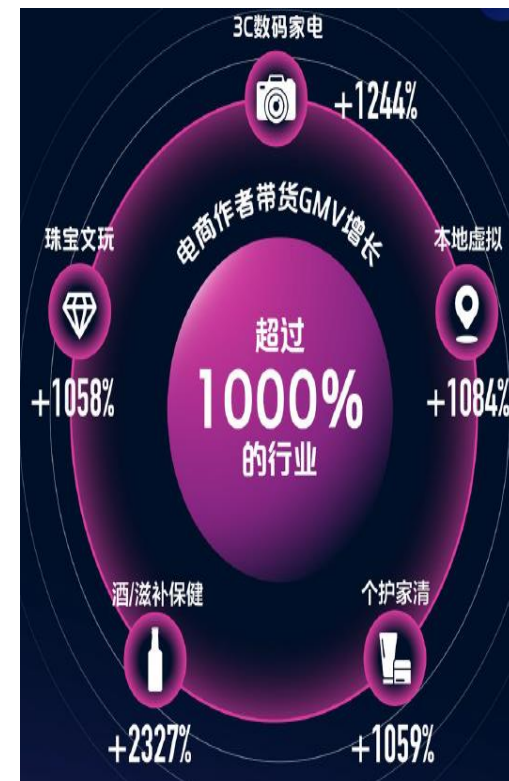 3C数码家电
+1244%
电商作者带货GMV增长
珠宝文玩
本地虚拟
超过
1000%
的行业
+1058%
+1084%
酒/滋补保健
个护家清
+2327%
+1059%